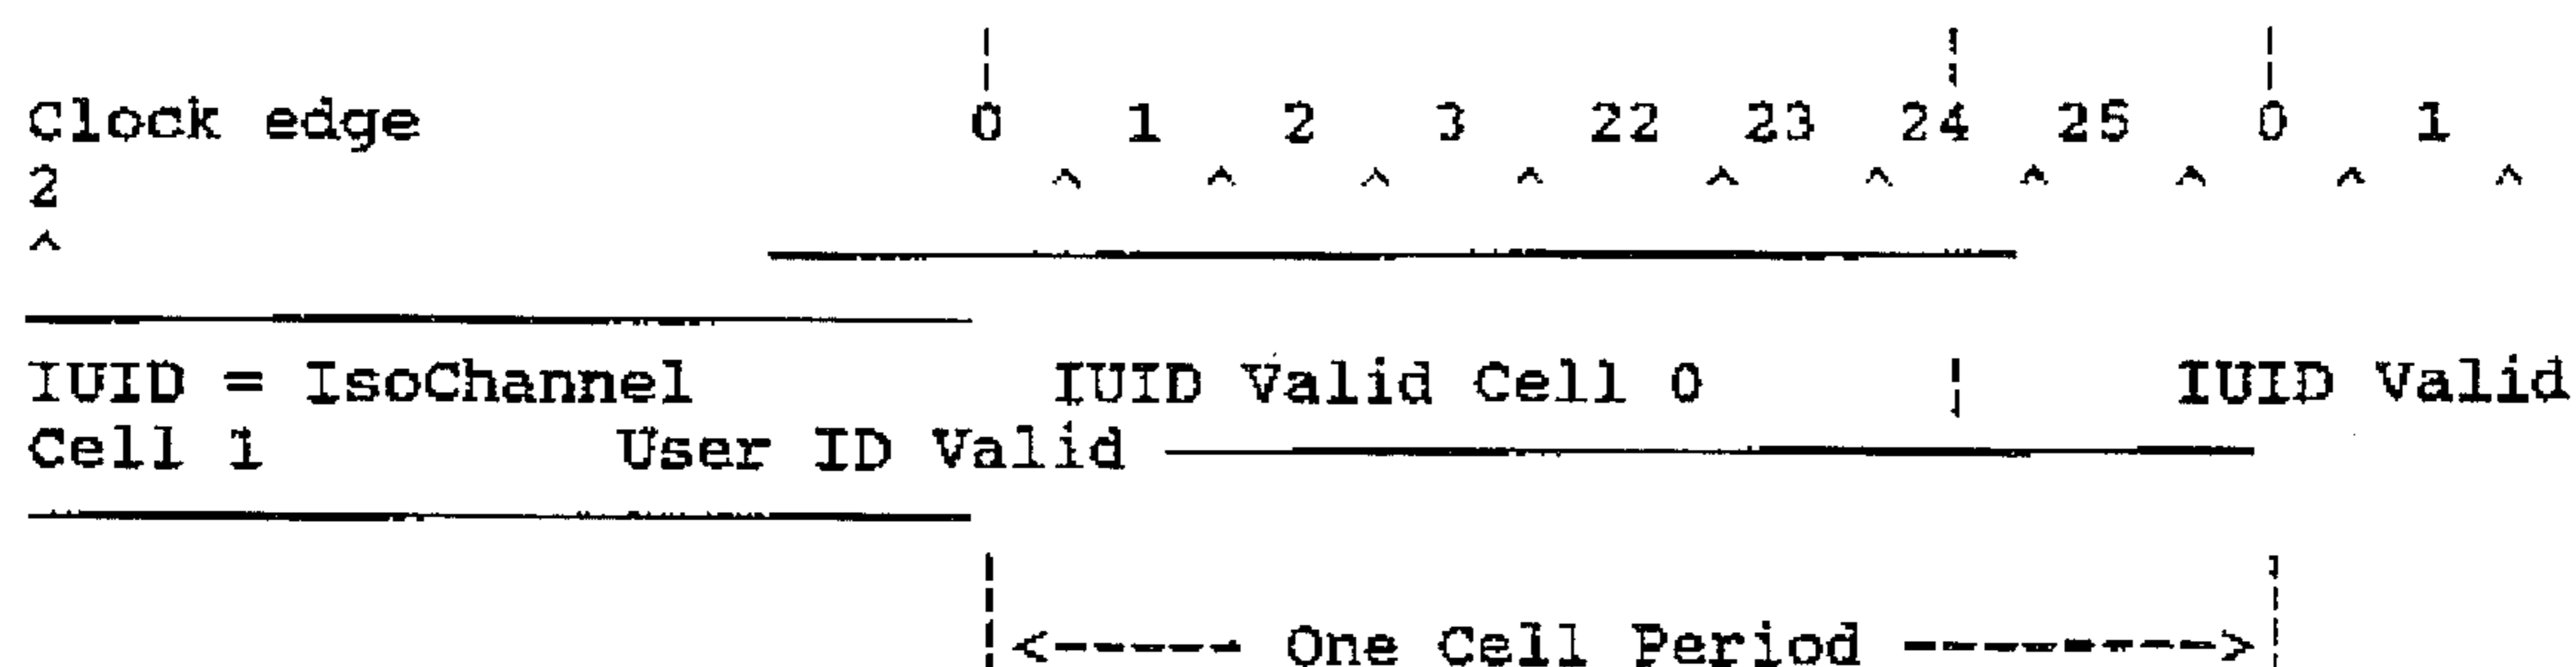 Clock edge 0 1 2 3 22 23 24 25 0 1
2 ^ ^ ^ ^ ^ ^ ^ ^ ^ ^
^
IUID = IsoChannel IUID Valid Cell 0 | IUID Valid
Cell 1 User ID Valid
|<----- One Cell Period --------->|